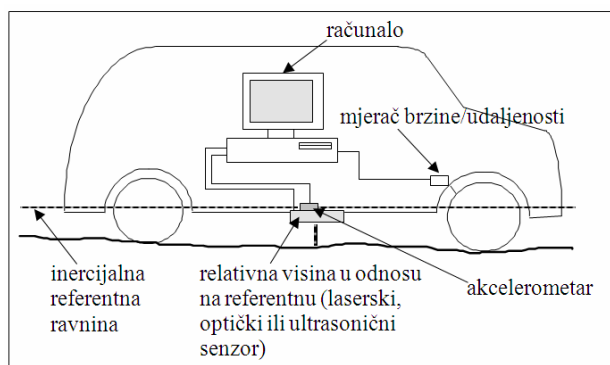 računalo
mjerač brzine/udaljenosti
inercijalna
referentna
ravnina
relativna visina u odnosu
na referentnu (laserski,
optički ili ultrasonični
senzor)
akcelerometar